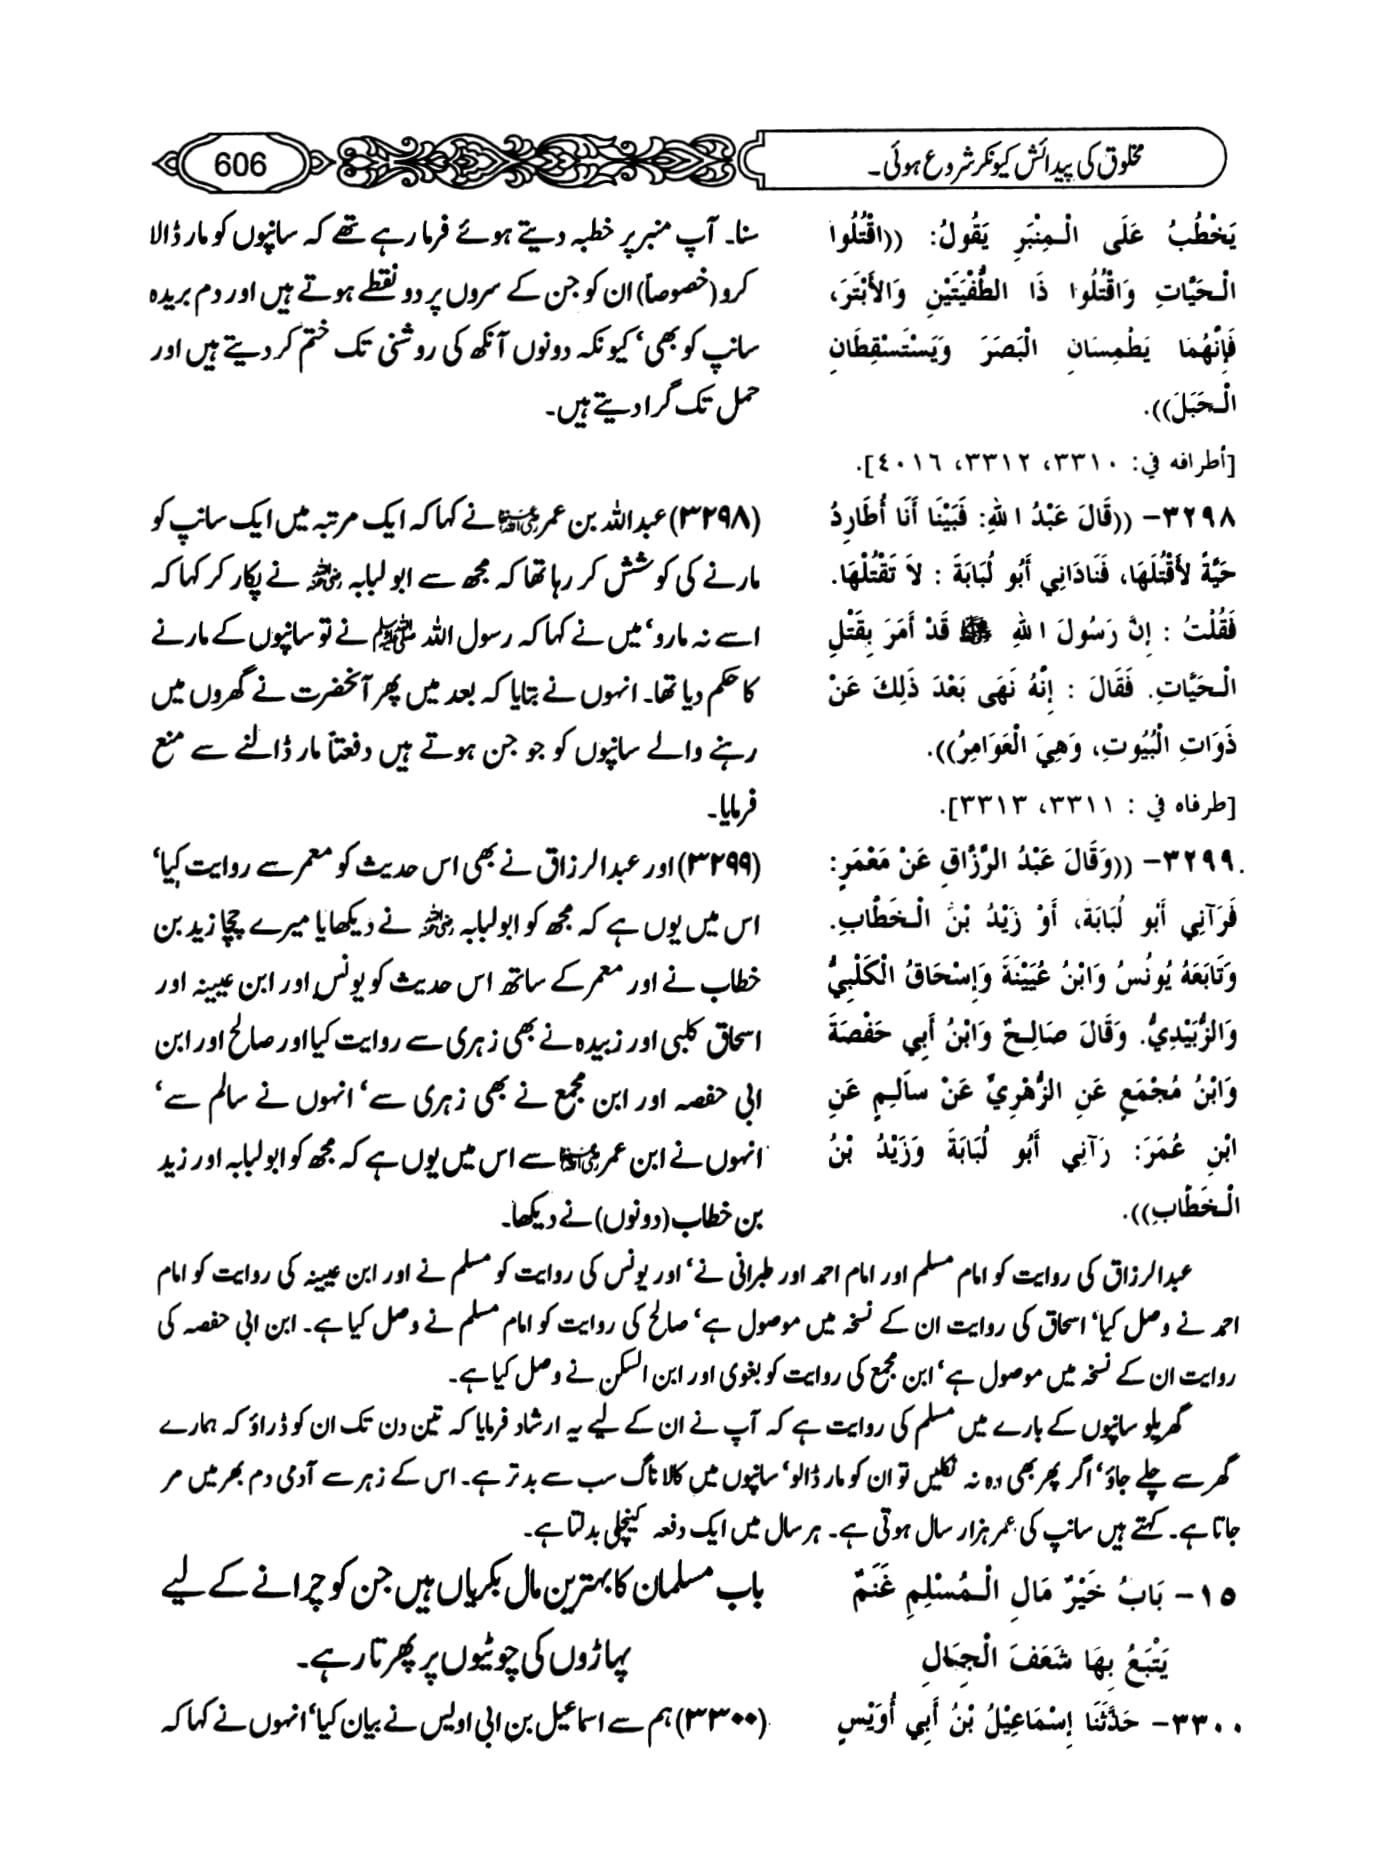 مخلوق کی پیدائش کیونکر شروع ہوئی۔
606
يَخْطُبُ عَلَى الْـمِنْبَرِ يَقُولُ: ((اقْتُلُوا
الْـحَيَّاتِ وَاقْتُلُوا ذَا الطُّفْيَتَيْنِ وَالأَبْتَرَ،
فَإِنَّهُمَا يَطْمِسَانِ الْبَصَرَ وَيَسْتَسْقِطَانِ
الْـحَبَلَ)).
[أطرافه في: ٣٣١٠، ٣٣١٢، ٤٠١٦].
سنا۔ آپ منبر پر خطبہ دیتے ہوئے فرما رہے تھے کہ سانپوں کو مار ڈالا
کرو (خصوصاً) ان کو جن کے سروں پر دو نقطے ہوتے ہیں اور دم بریدہ
سانپ کو بھی‘ کیونکہ دونوں آنکھ کی روشنی تک ختم کر دیتے ہیں اور
حمل تک گرا دیتے ہیں۔
٣٢٩٨- ((قَالَ عَبْدُ اللهِ: فَبَيْنَا أَنَا أُطَارِدُ
حَيَّةً لأَقْتُلَهَا، فَنَادَانِي أَبُو لُبَابَةَ : لاَ تَقْتُلْهَا.
فَقُلْتُ : إِنَّ رَسُولَ اللهِ ﷺ قَدْ أَمَرَ بِقَتْلِ
الْـحَيَّاتِ. فَقَالَ : إِنَّهُ نَهَى بَعْدَ ذَلِكَ عَنْ
ذَوَاتِ الْبُيُوتِ، وَهِيَ الْعَوَامِرُ)).
[طرفاه في : ٣٣١١، ٣٣١٣].
(۳۲۹۸) عبداللہ بن عمر رضی اللہ عنہما نے کہا کہ ایک مرتبہ میں ایک سانپ کو
مارنے کی کوشش کر رہا تھا کہ مجھ سے ابو لبابہ رضی اللہ عنہ نے پکار کر کہا کہ
اسے نہ مارو‘ میں نے کہا کہ رسول اللہ ﷺ نے تو سانپوں کے مارنے
کا حکم دیا تھا۔ انہوں نے بتایا کہ بعد میں پھر آنحضرت نے گھروں میں
رہنے والے سانپوں کو جو جن ہوتے ہیں دفعتاً مار ڈالنے سے منع
فرمایا۔
٣٢٩٩- ((وَقَالَ عَبْدُ الرَّزَّاقِ عَنْ مَعْمَرٍ:
فَرَآنِي أَبُو لُبَابَةَ، أَوْ زَيْدُ بْنُ الْـخَطَّابِ.
وَتَابَعَهُ يُونُسُ وَابْنُ عُيَيْنَةَ وَإِسْحَاقُ الْكَلْبِيُّ
وَالزُّبَيْدِيُّ. وَقَالَ صَالِـحٌ وَابْنُ أَبِي حَفْصَةَ
وَابْنُ مُجَمَّعٍ عَنِ الزُّهْرِيِّ عَنْ سَالِـمٍ عَنِ
ابْنِ عُمَرَ: رَآنِي أَبُو لُبَابَةَ وَزَيْدُ بْنُ
الْـخَطَّابِ)).
(۳۲۹۹) اور عبدالرزاق نے بھی اس حدیث کو معمر سے روایت کیا‘
اس میں یوں ہے کہ مجھ کو ابولبابہ رضی اللہ عنہ نے دیکھا یا میرے چچا زید بن
خطاب نے اور معمر کے ساتھ اس حدیث کو یونس اور ابن عیینہ اور
اسحاق کلبی اور زبیدہ نے بھی زہری سے روایت کیا اور صالح اور ابن
ابی حفصہ اور ابن مجمع نے بھی زہری سے‘ انہوں نے سالم سے‘
انہوں نے ابن عمر رضی اللہ عنہما سے اس میں یوں ہے کہ مجھ کو ابولبابہ اور زید
بن خطاب (دونوں) نے دیکھا۔
عبدالرزاق کی روایت کو امام مسلم اور امام احمد اور طبرانی نے‘ اور یونس کی روایت کو مسلم نے اور ابن عیینہ کی روایت کو امام
احمد نے وصل کیا‘ اسحاق کی روایت ان کے نسخہ میں موصول ہے‘ صالح کی روایت کو امام مسلم نے وصل کیا ہے۔ ابن ابی حفصہ کی
روایت ان کے نسخہ میں موصول ہے‘ ابن مجمع کی روایت کو بغوی اور ابن السکن نے وصل کیا ہے۔
گھریلو سانپوں کے بارے میں مسلم کی روایت ہے کہ آپ نے ان کے لیے یہ ارشاد فرمایا کہ تین دن تک ان کو ڈراؤ کہ ہمارے
گھر سے چلے جاؤ‘ اگر پھر بھی وہ نہ نکلیں تو ان کو مار ڈالو‘ سانپوں میں کالا ناگ سب سے بدتر ہے۔ اس کے زہر سے آدمی دم بھر میں مر
جاتا ہے۔ کہتے ہیں سانپ کی عمر ہزار سال ہوتی ہے۔ ہر سال میں ایک دفعہ کینچلی بدلتا ہے۔
١٥- بَابُ خَيْرُ مَالِ الْـمُسْلِمِ غَنَمٌ
يَتْبَعُ بِهَا شَعَفَ الْـجِبَالِ
باب مسلمان کا بہترین مال بکریاں ہیں جن کو چرانے کے لیے
پہاڑوں کی چوٹیوں پر پھرتا رہے۔
٣٣٠٠- حَدَّثَنَا إِسْمَاعِيْلُ بْنُ أَبِي أُوَيْسٍ
(۳۳۰۰) ہم سے اسماعیل بن ابی اویس نے بیان کیا‘ انہوں نے کہا کہ